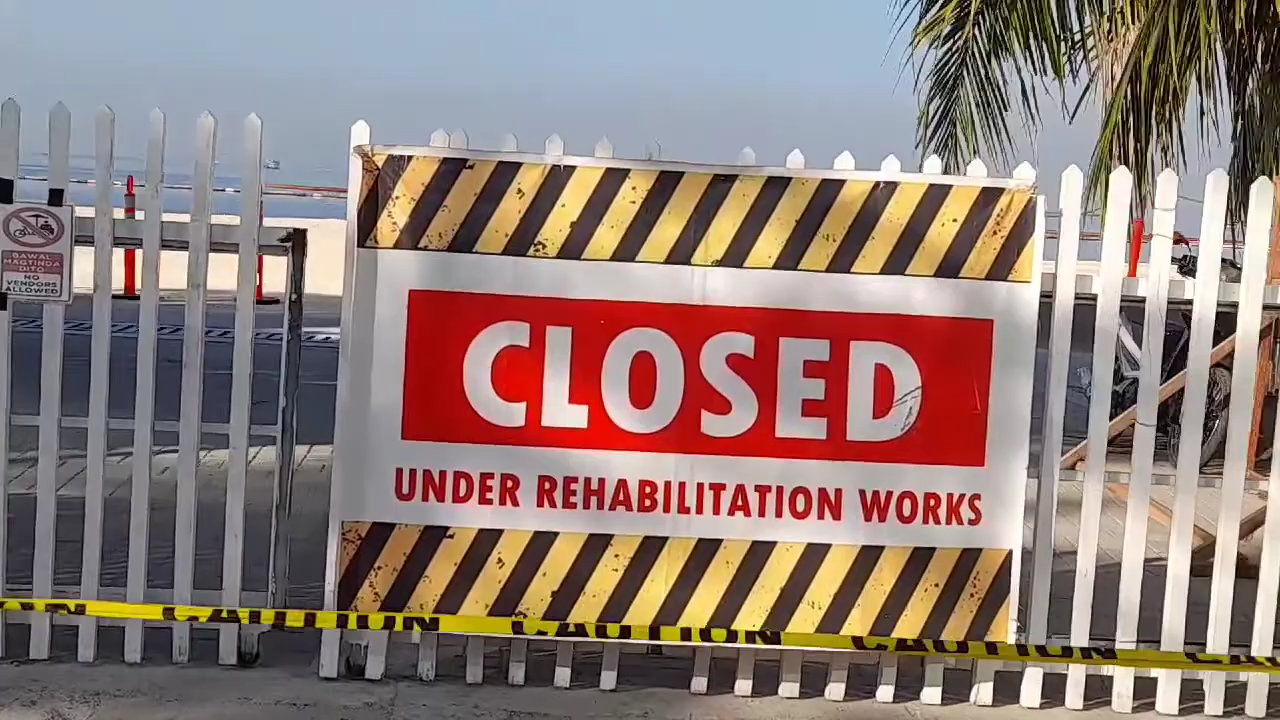 BAWAL
MAGTINDA
DITO
NO
VENDORS
ALLOWED
CLOSED
UNDER REHABILITATION WORKS
CAUTION CAUTION CAUTION